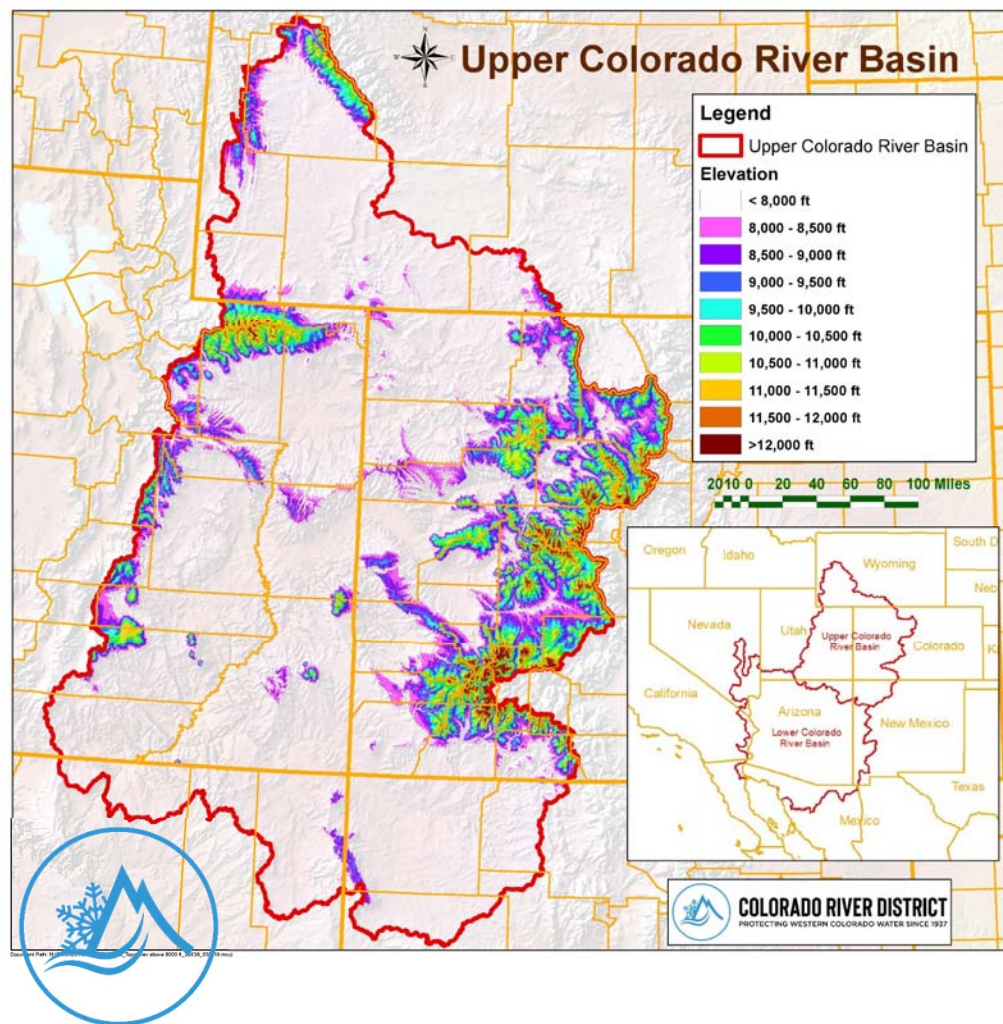 Upper Colorado River Basin
Legend
Upper Colorado River Basin
Elevation
< 8,000 ft
8,000 - 8,500 ft
8,500 - 9,000 ft
9,000 - 9,500 ft
9,500 - 10,000 ft
10,000 - 10,500 ft
10,500 - 11,000 ft
11,000 - 11,500 ft
11,500 - 12,000 ft
>12,000 ft
20 10 0 20 40 60 80 100 Miles
Oregon
Idaho
Wyoming
South D
Neb
Nevada
Utah
Upper Colorado
River Basin
Colorado
Ka
California
Arizona
New Mexico
Lower Colorado
River Basin
Texas
Mexico
COLORADO RIVER DISTRICT
PROTECTING WESTERN COLORADO WATER SINCE 1937